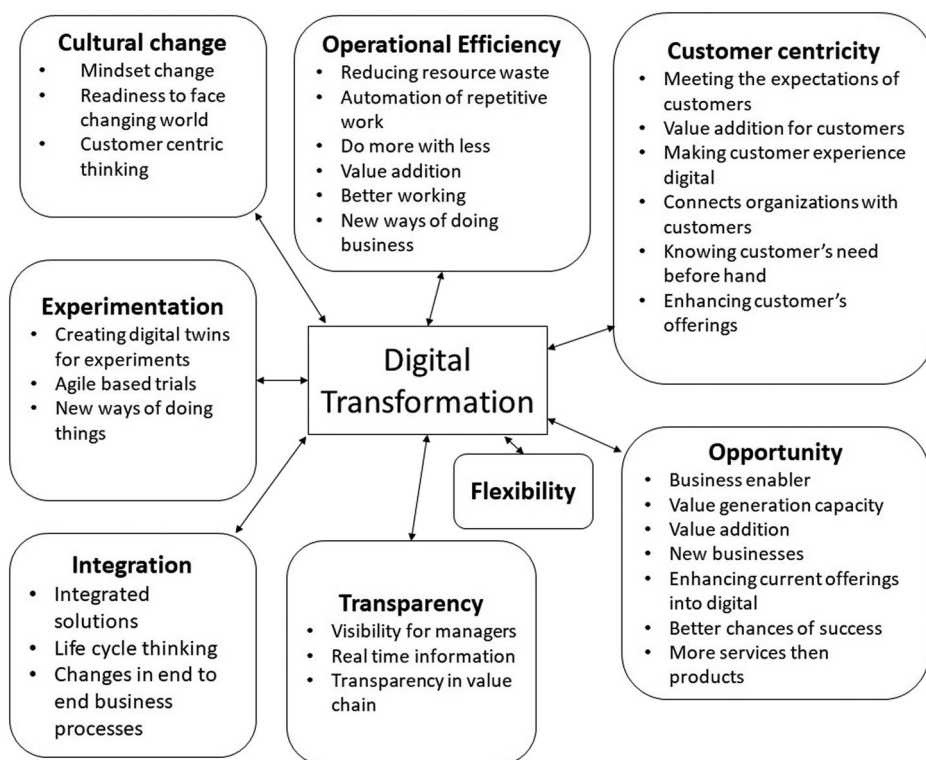 Cultural change
• Mindset change
• Readiness to face
changing world
• Customer centric
thinking
Operational Efficiency
• Reducing resource waste
• Automation of repetitive
work
• Do more with less
• Value addition
• Better working
• New ways of doing
business
Customer centricity
• Meeting the expectations of
customers
• Value addition for customers
• Making customer experience
digital
• Connects organizations with
customers
• Knowing customer’s need
before hand
• Enhancing customer’s
offerings
Experimentation
• Creating digital twins
for experiments
• Agile based trials
• New ways of doing
things
Digital
Transformation
Flexibility
Opportunity
• Business enabler
• Value generation capacity
• Value addition
• New businesses
• Enhancing current offerings
into digital
• Better chances of success
• More services then
products
Integration
• Integrated
solutions
• Life cycle thinking
• Changes in end to
end business
processes
Transparency
• Visibility for managers
• Real time information
• Transparency in value
chain